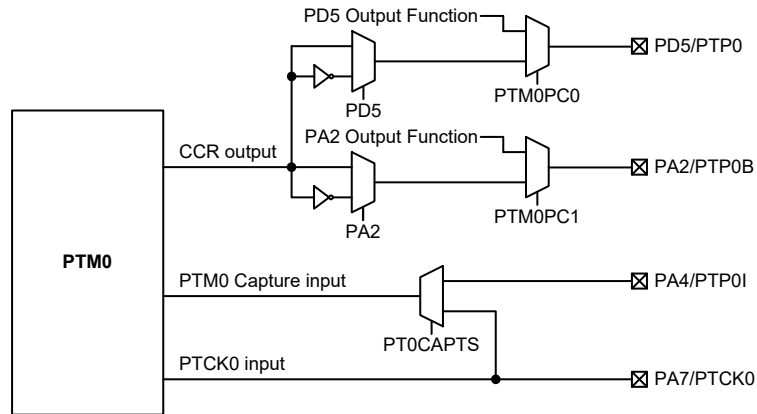 PD5 Output Function
PD5/PTP0
PTM0PC0
PD5
PA2 Output Function
CCR output
PA2/PTP0B
PTM0PC1
PA2
PTM0
PTM0 Capture input
PA4/PTP0I
PT0CAPTS
PTCK0 input
PA7/PTCK0